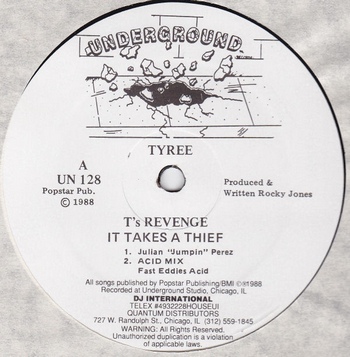 UNDERGROUND
TYREE
A
UN 128
Popstar Pub.
© 1988
Produced &
Written Rocky Jones
T's REVENGE
IT TAKES A THIEF
1. Julian "Jumpin" Perez
2. ACID MIX
Fast Eddies Acid
All songs published by Popstar Publishing/BMI ©℗1988
Recorded at Underground Studio, Chicago, IL
DJ INTERNATIONAL
TELEX #4932228HOUSEUI
QUANTUM DISTRIBUTORS
727 W. Randolph St., Chicago, IL (312) 559-1845
WARNING: All Rights Reserved.
Unauthorized duplication is a violation
of applicable laws.